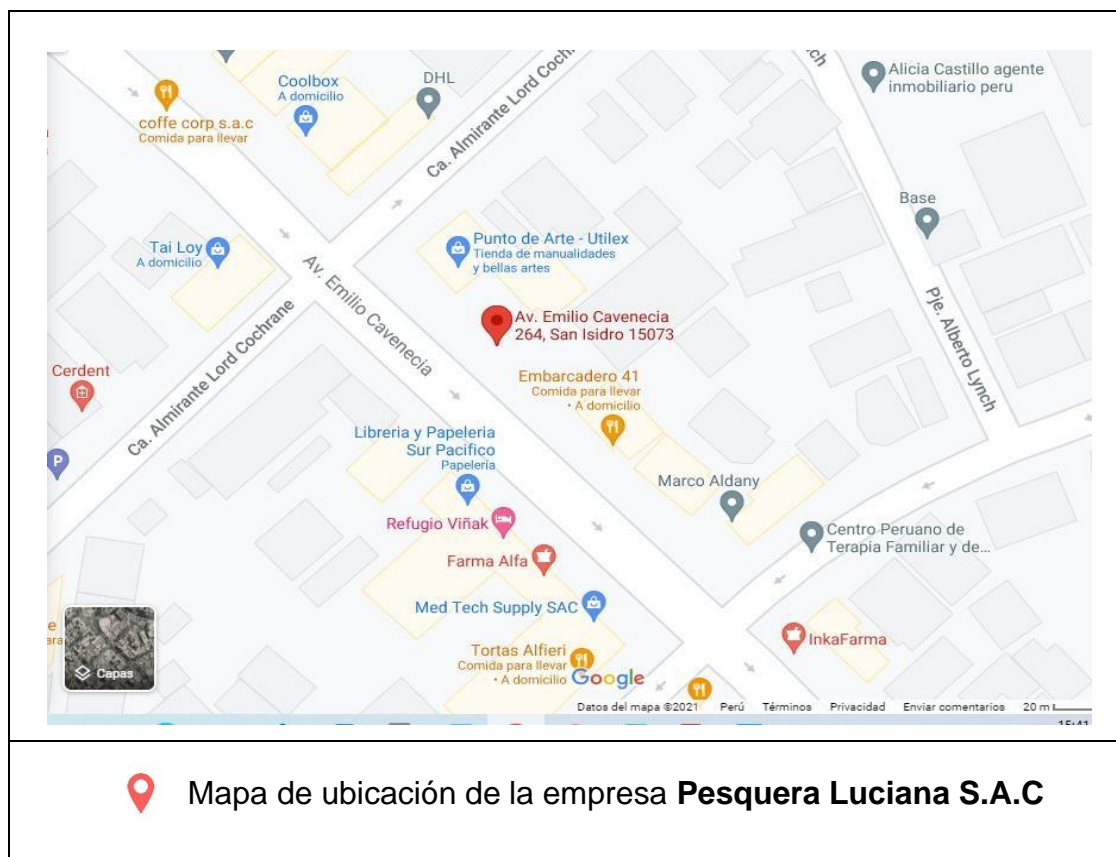 Coolbox
A domicilio
DHL
Ca. Almirante Lord Coch
ch
Alicia Castillo agente
inmobiliario peru
coffe corp s.a.c
Comida para llevar
Base
Tai Loy
A domicilio
Punto de Arte - Utilex
Tienda de manualidades
y bellas artes
Av. Emilio Cavenecia
Av. Emilio Cavenecia
264, San Isidro 15073
Pje. Alberto Lynch
Cerdent
Ca. Almirante Lord Cochrane
Embarcadero 41
Comida para llevar
• A domicilio
P
Libreria y Papeleria
Sur Pacifico
Papelería
Marco Aldany
Refugio Viñak
Centro Peruano de
Terapia Familiar y de...
Farma Alfa
Med Tech Supply SAC
InkaFarma
Tortas Alfieri
Comida para llevar
• A domicilio
Capas
Google
Datos del mapa ©2021 Perú Términos Privacidad Enviar comentarios 20 m
15:41
Mapa de ubicación de la empresa Pesquera Luciana S.A.C